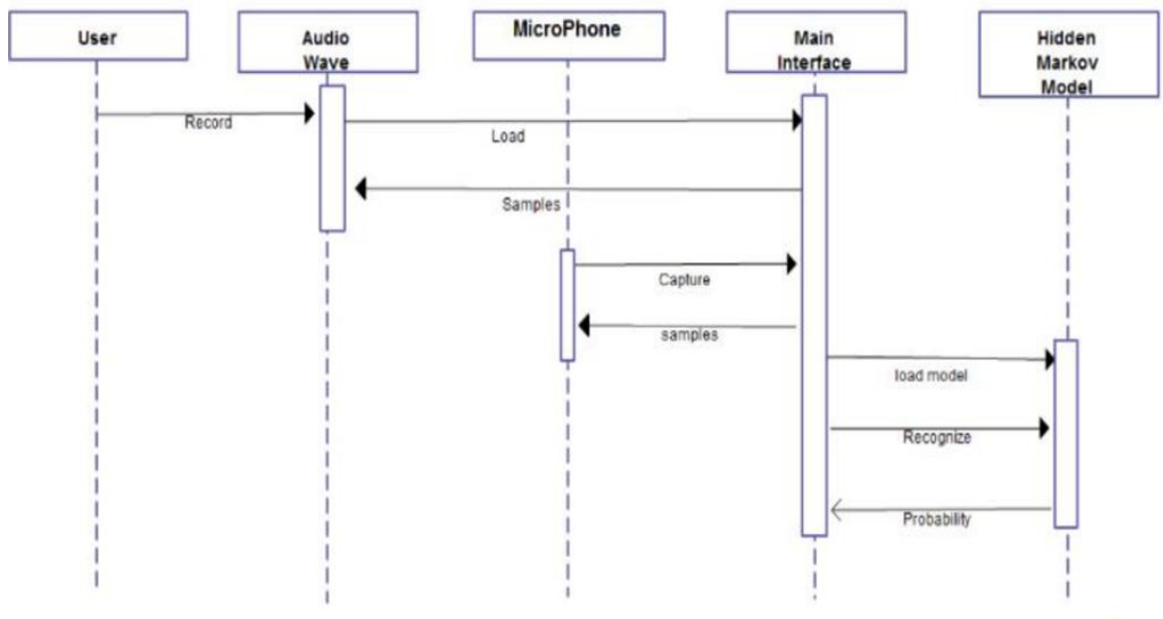 User
Audio
Wave
MicroPhone
Main
Interface
Hidden
Markov
Model
Record
Load
Samples
Capture
samples
load model
Recognize
Probability